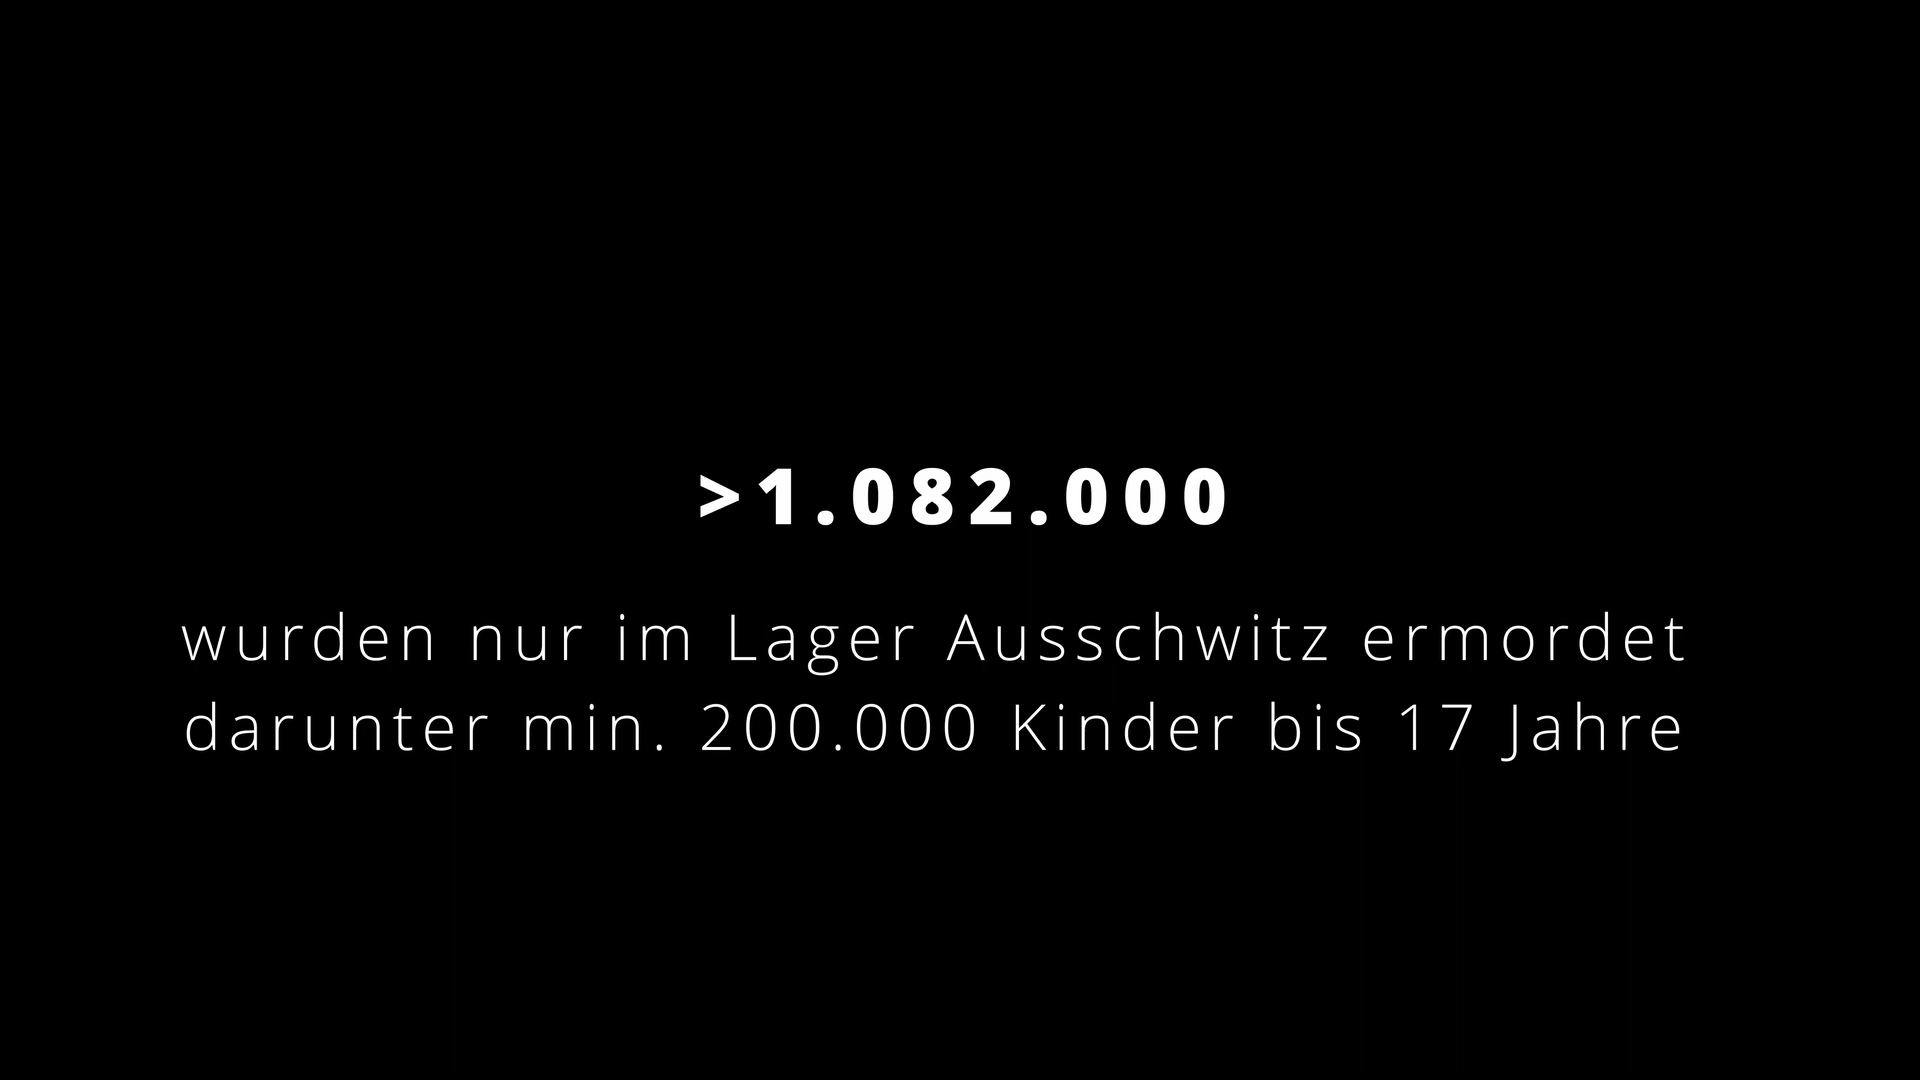 >1.082.000
wurden nur im Lager Ausschwitz ermordet
darunter min. 200.000 Kinder bis 17 Jahre